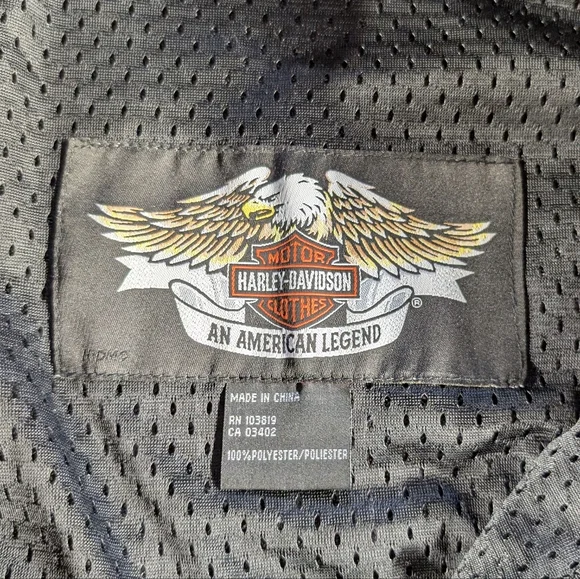 MOTOR
HARLEY-DAVIDSON
CLOTHES
®
AN AMERICAN LEGEND
MADE IN CHINA
RN 103819
CA 03402
100%POLYESTER/POLIESTER